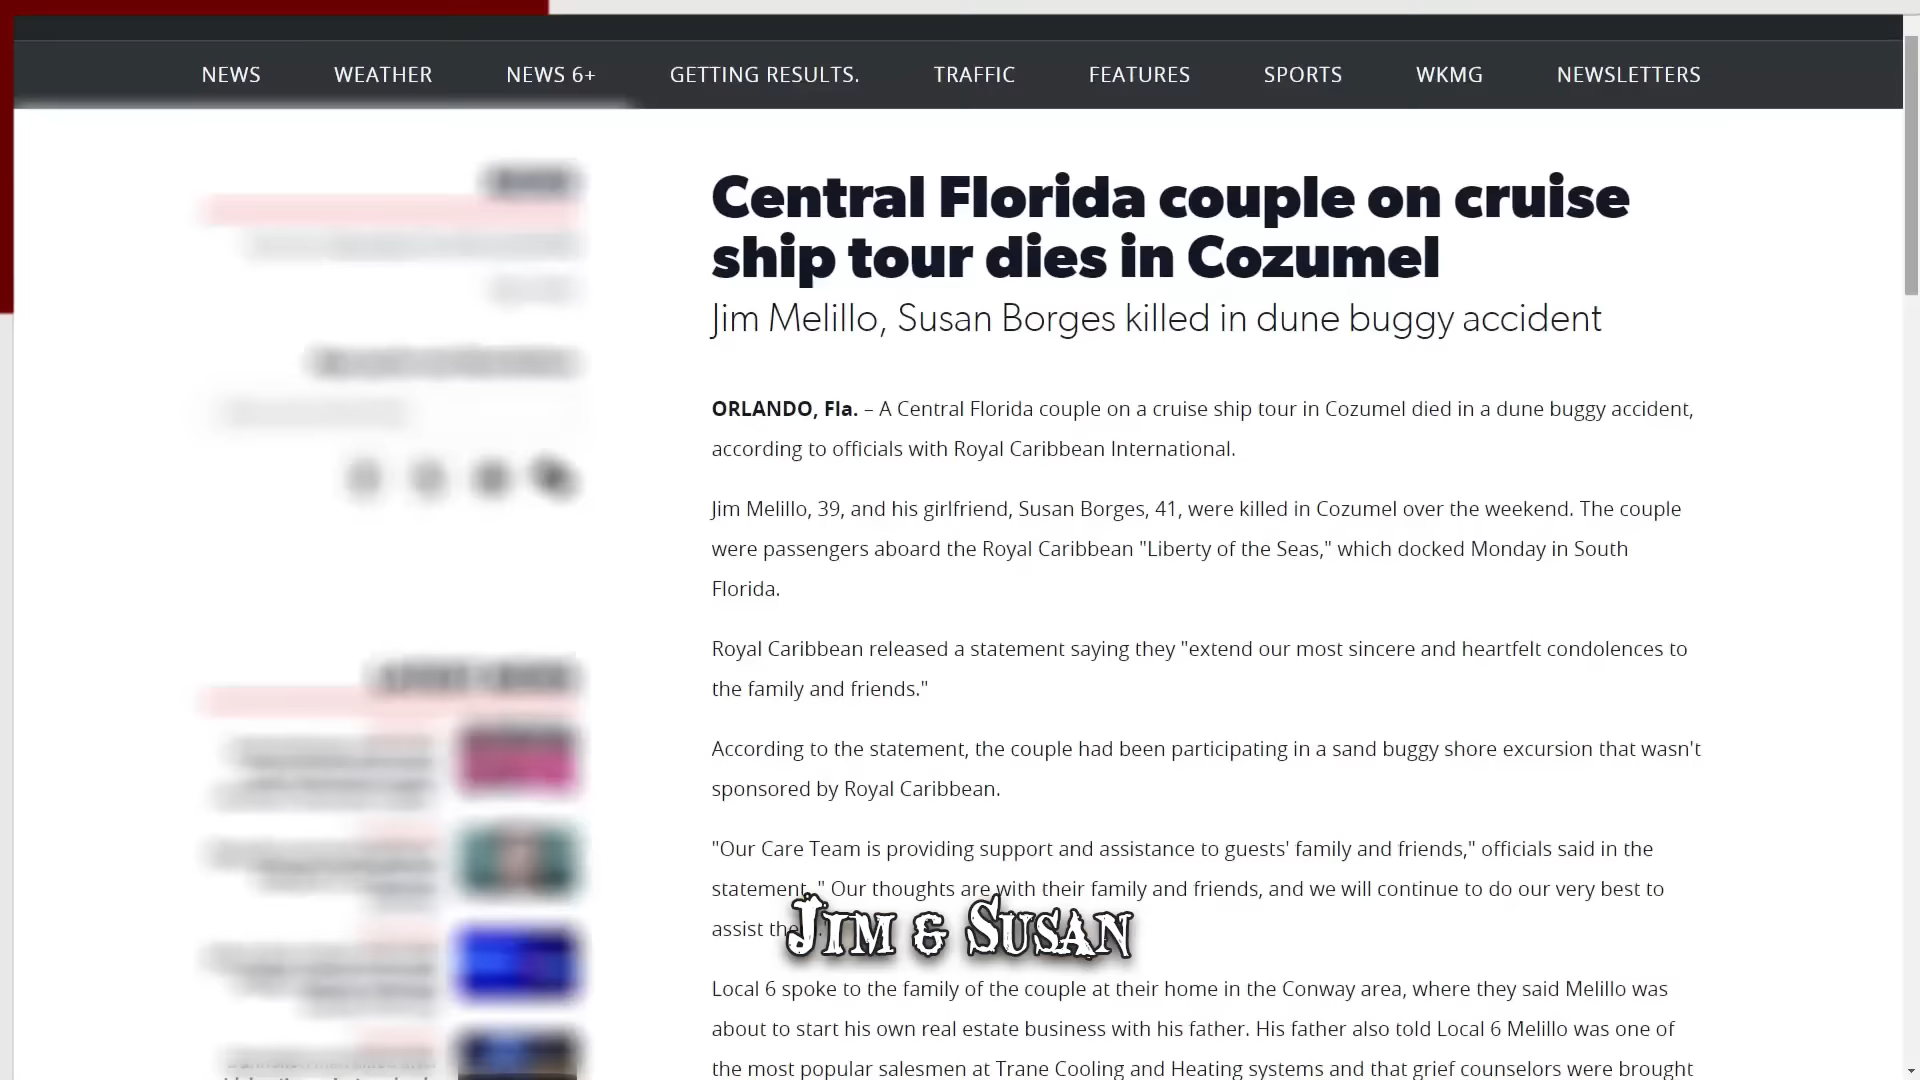 NEWS WEATHER NEWS 6+ GETTING RESULTS. TRAFFIC FEATURES SPORTS WKMG NEWSLETTERS
Central Florida couple on cruise
ship tour dies in Cozumel
Jim Melillo, Susan Borges killed in dune buggy accident
ORLANDO, Fla. – A Central Florida couple on a cruise ship tour in Cozumel died in a dune buggy accident,
according to officials with Royal Caribbean International.
Jim Melillo, 39, and his girlfriend, Susan Borges, 41, were killed in Cozumel over the weekend. The couple
were passengers aboard the Royal Caribbean "Liberty of the Seas," which docked Monday in South
Florida.
Royal Caribbean released a statement saying they "extend our most sincere and heartfelt condolences to
the family and friends."
According to the statement, the couple had been participating in a sand buggy shore excursion that wasn't
sponsored by Royal Caribbean.
"Our Care Team is providing support and assistance to guests' family and friends," officials said in the
statement. " Our thoughts are with their family and friends, and we will continue to do our very best to
assist
Jim & Susan
Local 6 spoke to the family of the couple at their home in the Conway area, where they said Melillo was
about to start his own real estate business with his father. His father also told Local 6 Melillo was one of
the most popular salesmen at Trane Cooling and Heating systems and that grief counselors were brought